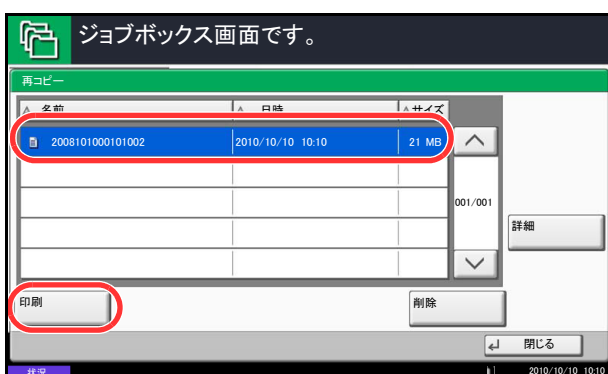 ジョブボックス画面です。
再コピー
名前 日時 サイズ
2008101000101002 2010/10/10 10:10 21 MB
001/001
詳細
印刷 削除
閉じる
状況 2010/10/10 10:10